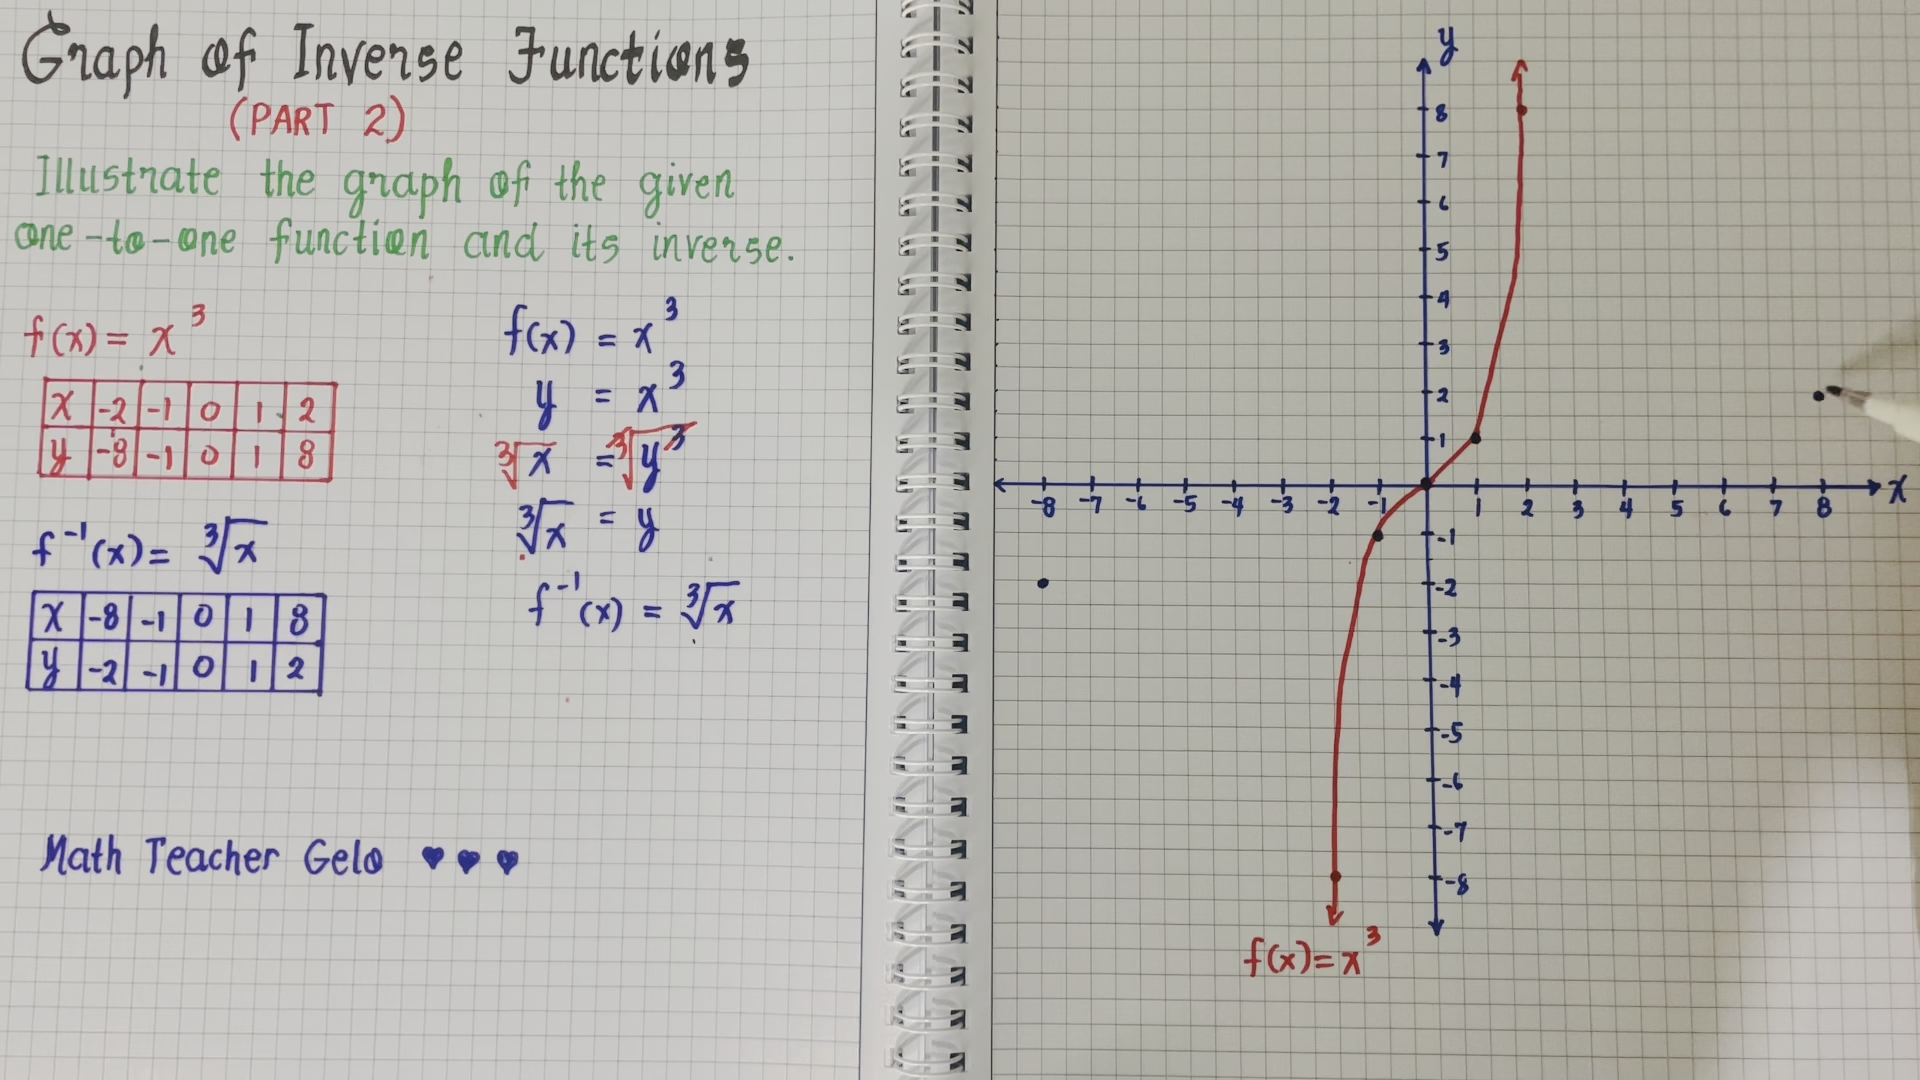 Graph of Inverse Functions
(PART 2)
Illustrate the graph of the given
one-to-one function and its inverse.
f(x) = x³
x -2 -1 0 1 2
y -8 -1 0 1 8
f⁻¹(x) = ∛x
x -8 -1 0 1 8
y -2 -1 0 1 2
f(x) = x³
y = x³
∛x = ∛y³
∛x = y
f⁻¹(x) = ∛x
Math Teacher Gelo ♥ ♥ ♥
y
8
7
6
5
4
3
2
1
-8 -7 -6 -5 -4 -3 -2 -1 1 2 3 4 5 6 7 8 x
-1
-2
-3
-4
-5
-6
-7
-8
f(x) = x³